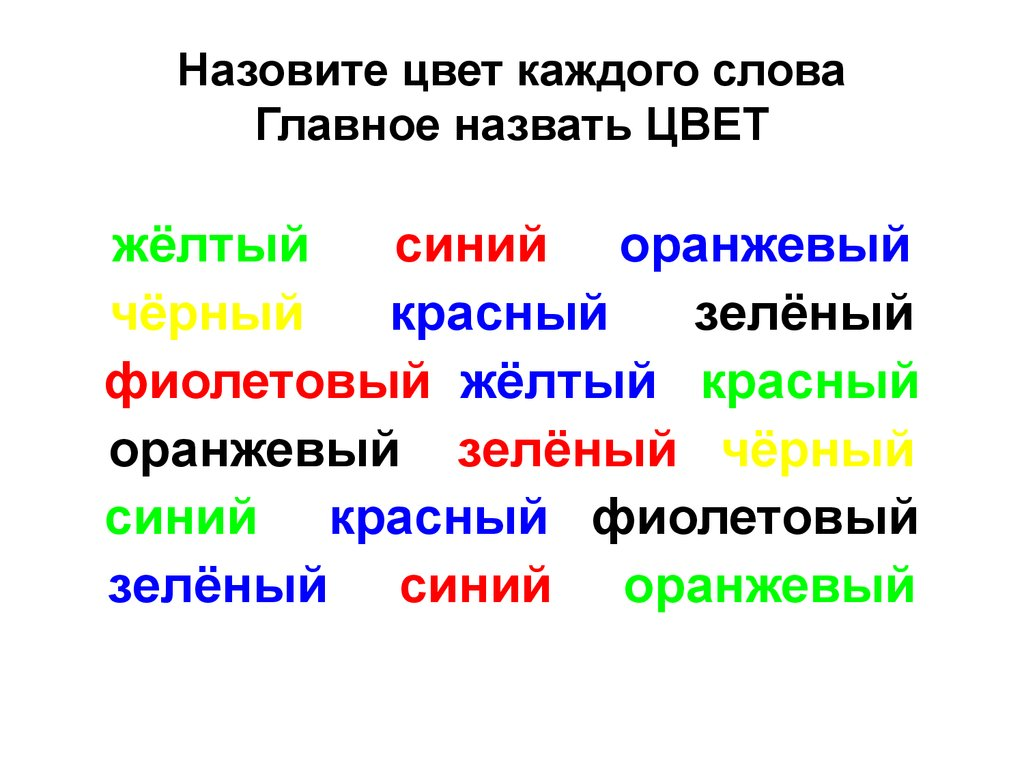 Назовите цвет каждого слова
Главное назвать ЦВЕТ
жёлтый синий оранжевый
чёрный красный зелёный
фиолетовый жёлтый красный
оранжевый зелёный чёрный
синий красный фиолетовый
зелёный синий оранжевый